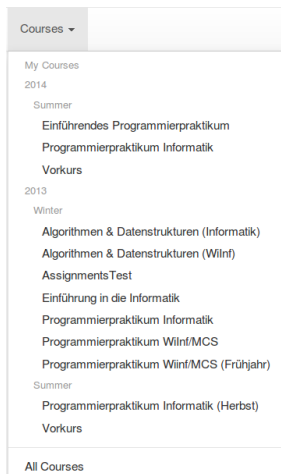 Courses
My Courses
2014
Summer
Einführendes Programmierpraktikum
Programmierpraktikum Informatik
Vorkurs
2013
Winter
Algorithmen & Datenstrukturen (Informatik)
Algorithmen & Datenstrukturen (WiInf)
AssignmentsTest
Einführung in die Informatik
Programmierpraktikum Informatik
Programmierpraktikum WiInf/MCS
Programmierpraktikum Wiinf/MCS (Frühjahr)
Summer
Programmierpraktikum Informatik (Herbst)
Vorkurs
All Courses